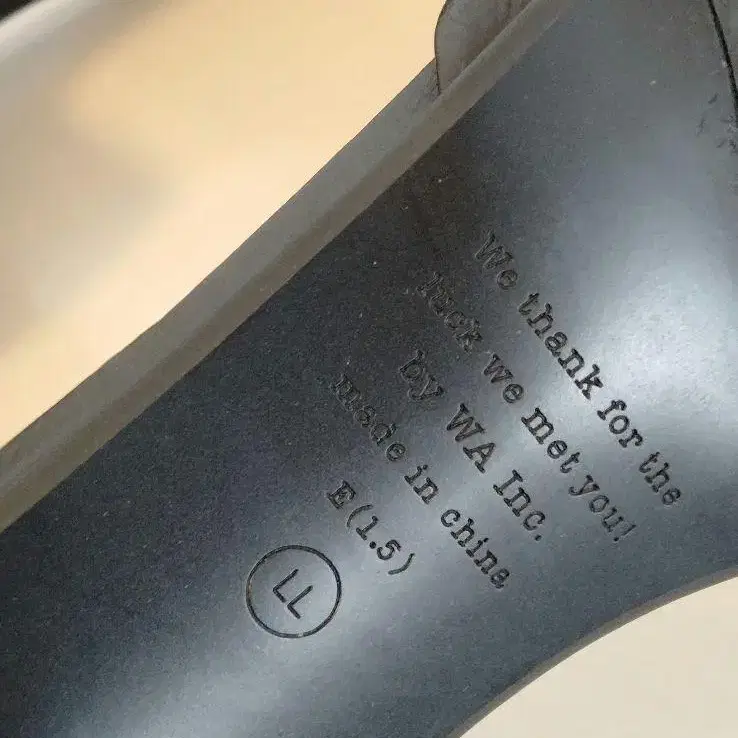 We thank for the
luck we met you!
by WA Inc.
made in china
E(1.5)
LL